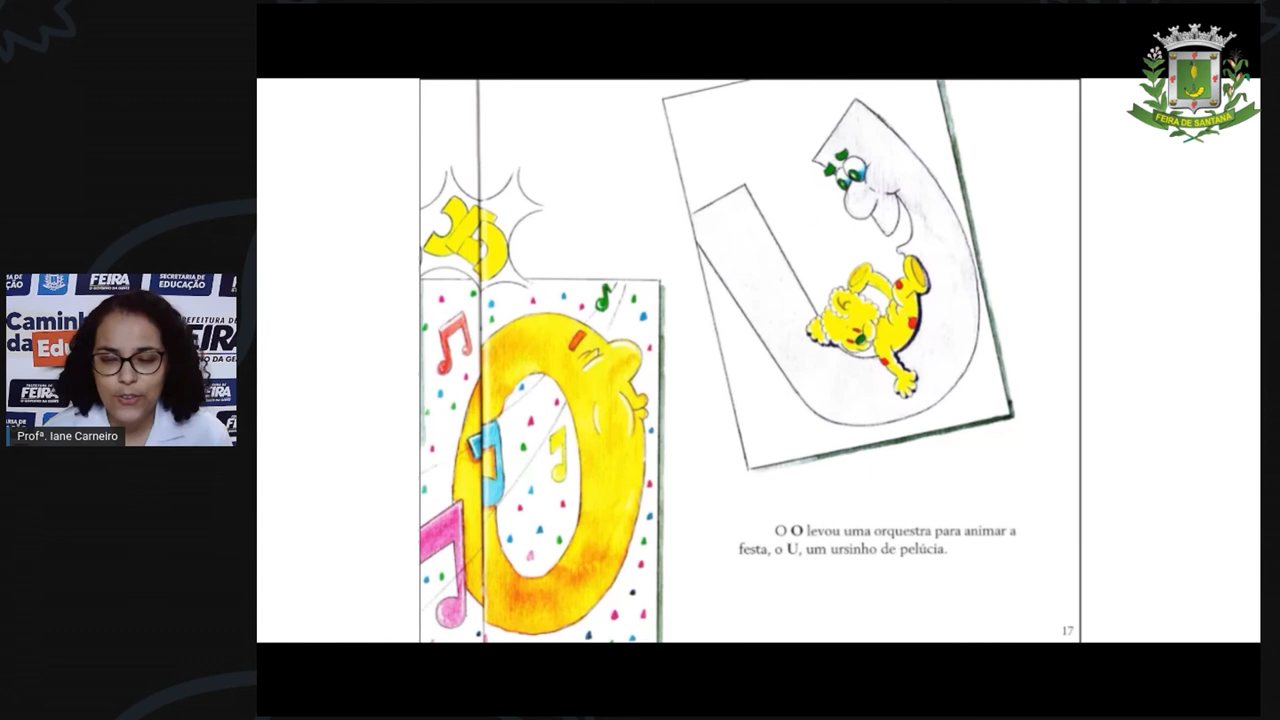 FEIRA DE SANTANA
O O levou uma orquestra para animar a
festa, o U, um ursinho de pelúcia.
17
FEIRA
SECRETARIA DE
EDUCAÇÃO
FEIRA
Profª. Iane Carneiro